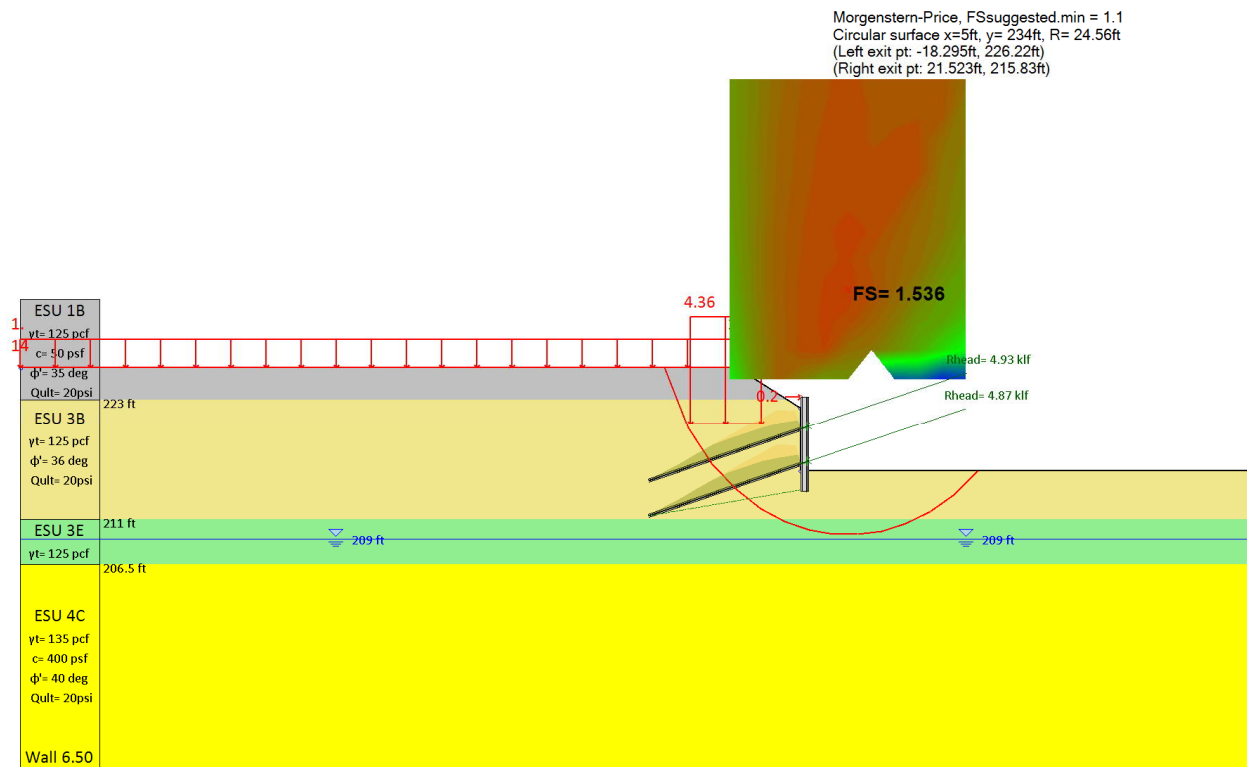 Morgenstern-Price, FSsuggested.min = 1.1
Circular surface x=5ft, y= 234ft, R= 24.56ft
(Left exit pt: -18.295ft, 226.22ft)
(Right exit pt: 21.523ft, 215.83ft)
FS= 1.536
4.36
1.
14
0.2
Rhead= 4.93 klf
Rhead= 4.87 klf
ESU 1B
γt= 125 pcf
c= 50 psf
ϕ'= 35 deg
Qult= 20psi
223 ft
ESU 3B
γt= 125 pcf
ϕ'= 36 deg
Qult= 20psi
211 ft
ESU 3E
γt= 125 pcf
209 ft
209 ft
206.5 ft
ESU 4C
γt= 135 pcf
c= 400 psf
ϕ'= 40 deg
Qult= 20psi
Wall 6.50